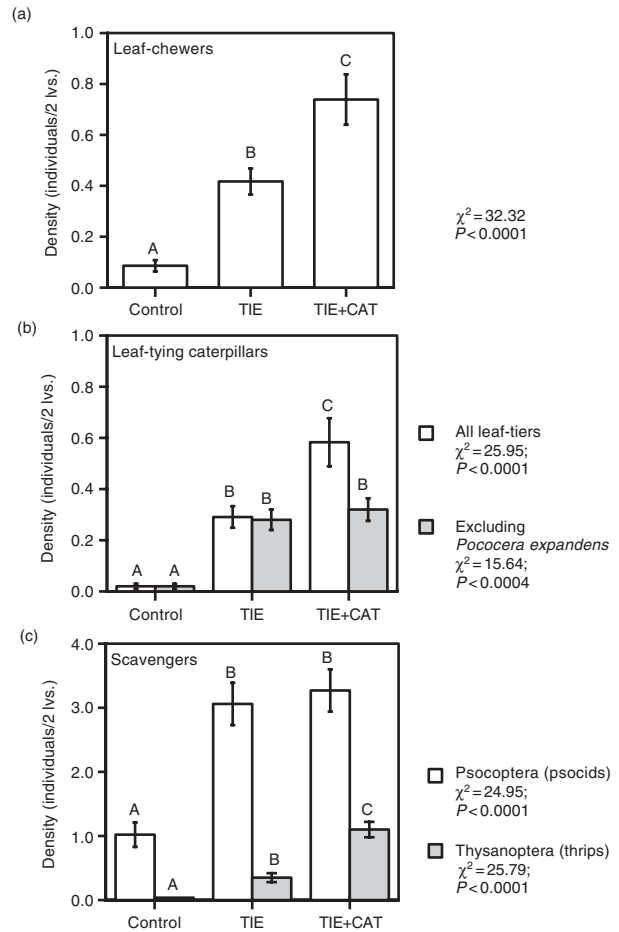 (a)
Leaf-chewers
Density (individuals/2 lvs.)
1.0
0.8
0.6
0.4
0.2
0.0
A
B
C
Control
TIE
TIE+CAT
χ²=32.32
P<0.0001
(b)
Leaf-tying caterpillars
Density (individuals/2 lvs.)
1.0
0.8
0.6
0.4
0.2
0.0
A A
B B
C
B
Control
TIE
TIE+CAT
All leaf-tiers
χ²=25.95;
P<0.0001
Excluding
Pococera expandens
χ²=15.64;
P<0.0004
(c)
Scavengers
Density (individuals/2 lvs.)
4.0
3.0
2.0
1.0
0.0
A
A
B
B
B
C
Control
TIE
TIE+CAT
Psocoptera (psocids)
χ²=24.95;
P<0.0001
Thysanoptera (thrips)
χ²=25.79;
P<0.0001